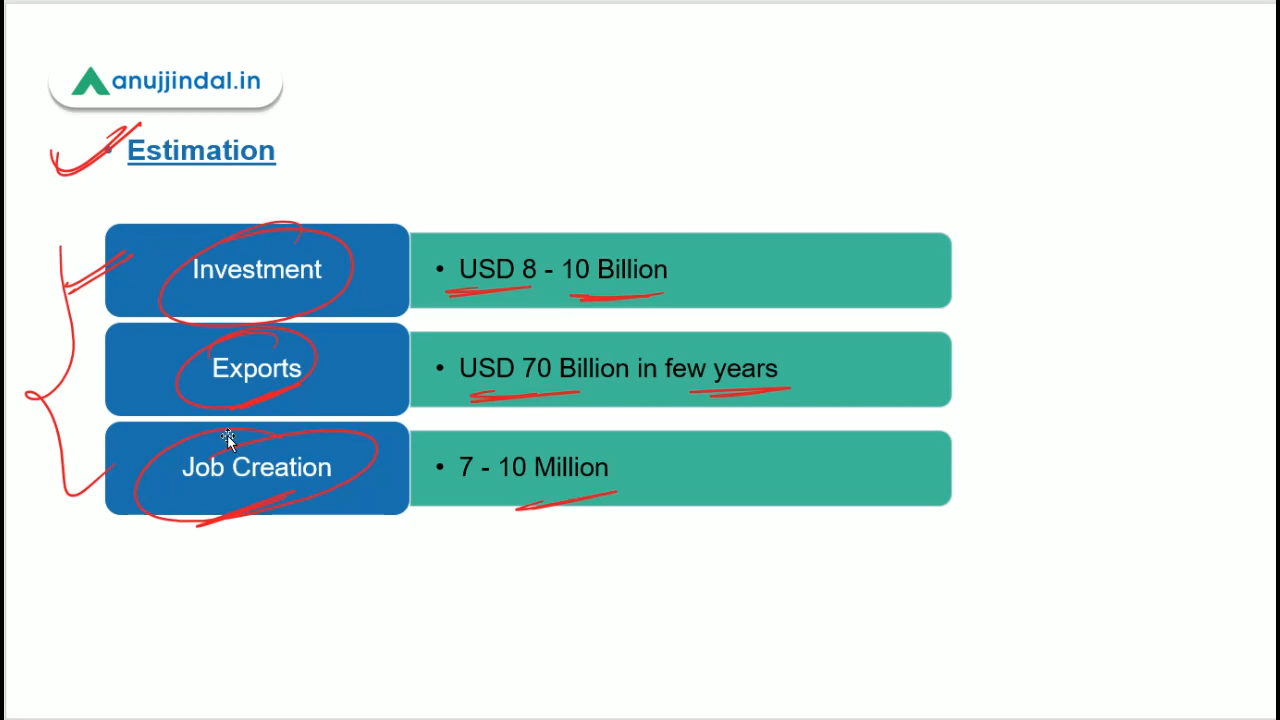 anujjindal.in
• Estimation
Investment
• USD 8 - 10 Billion
Exports
• USD 70 Billion in few years
Job Creation
• 7 - 10 Million